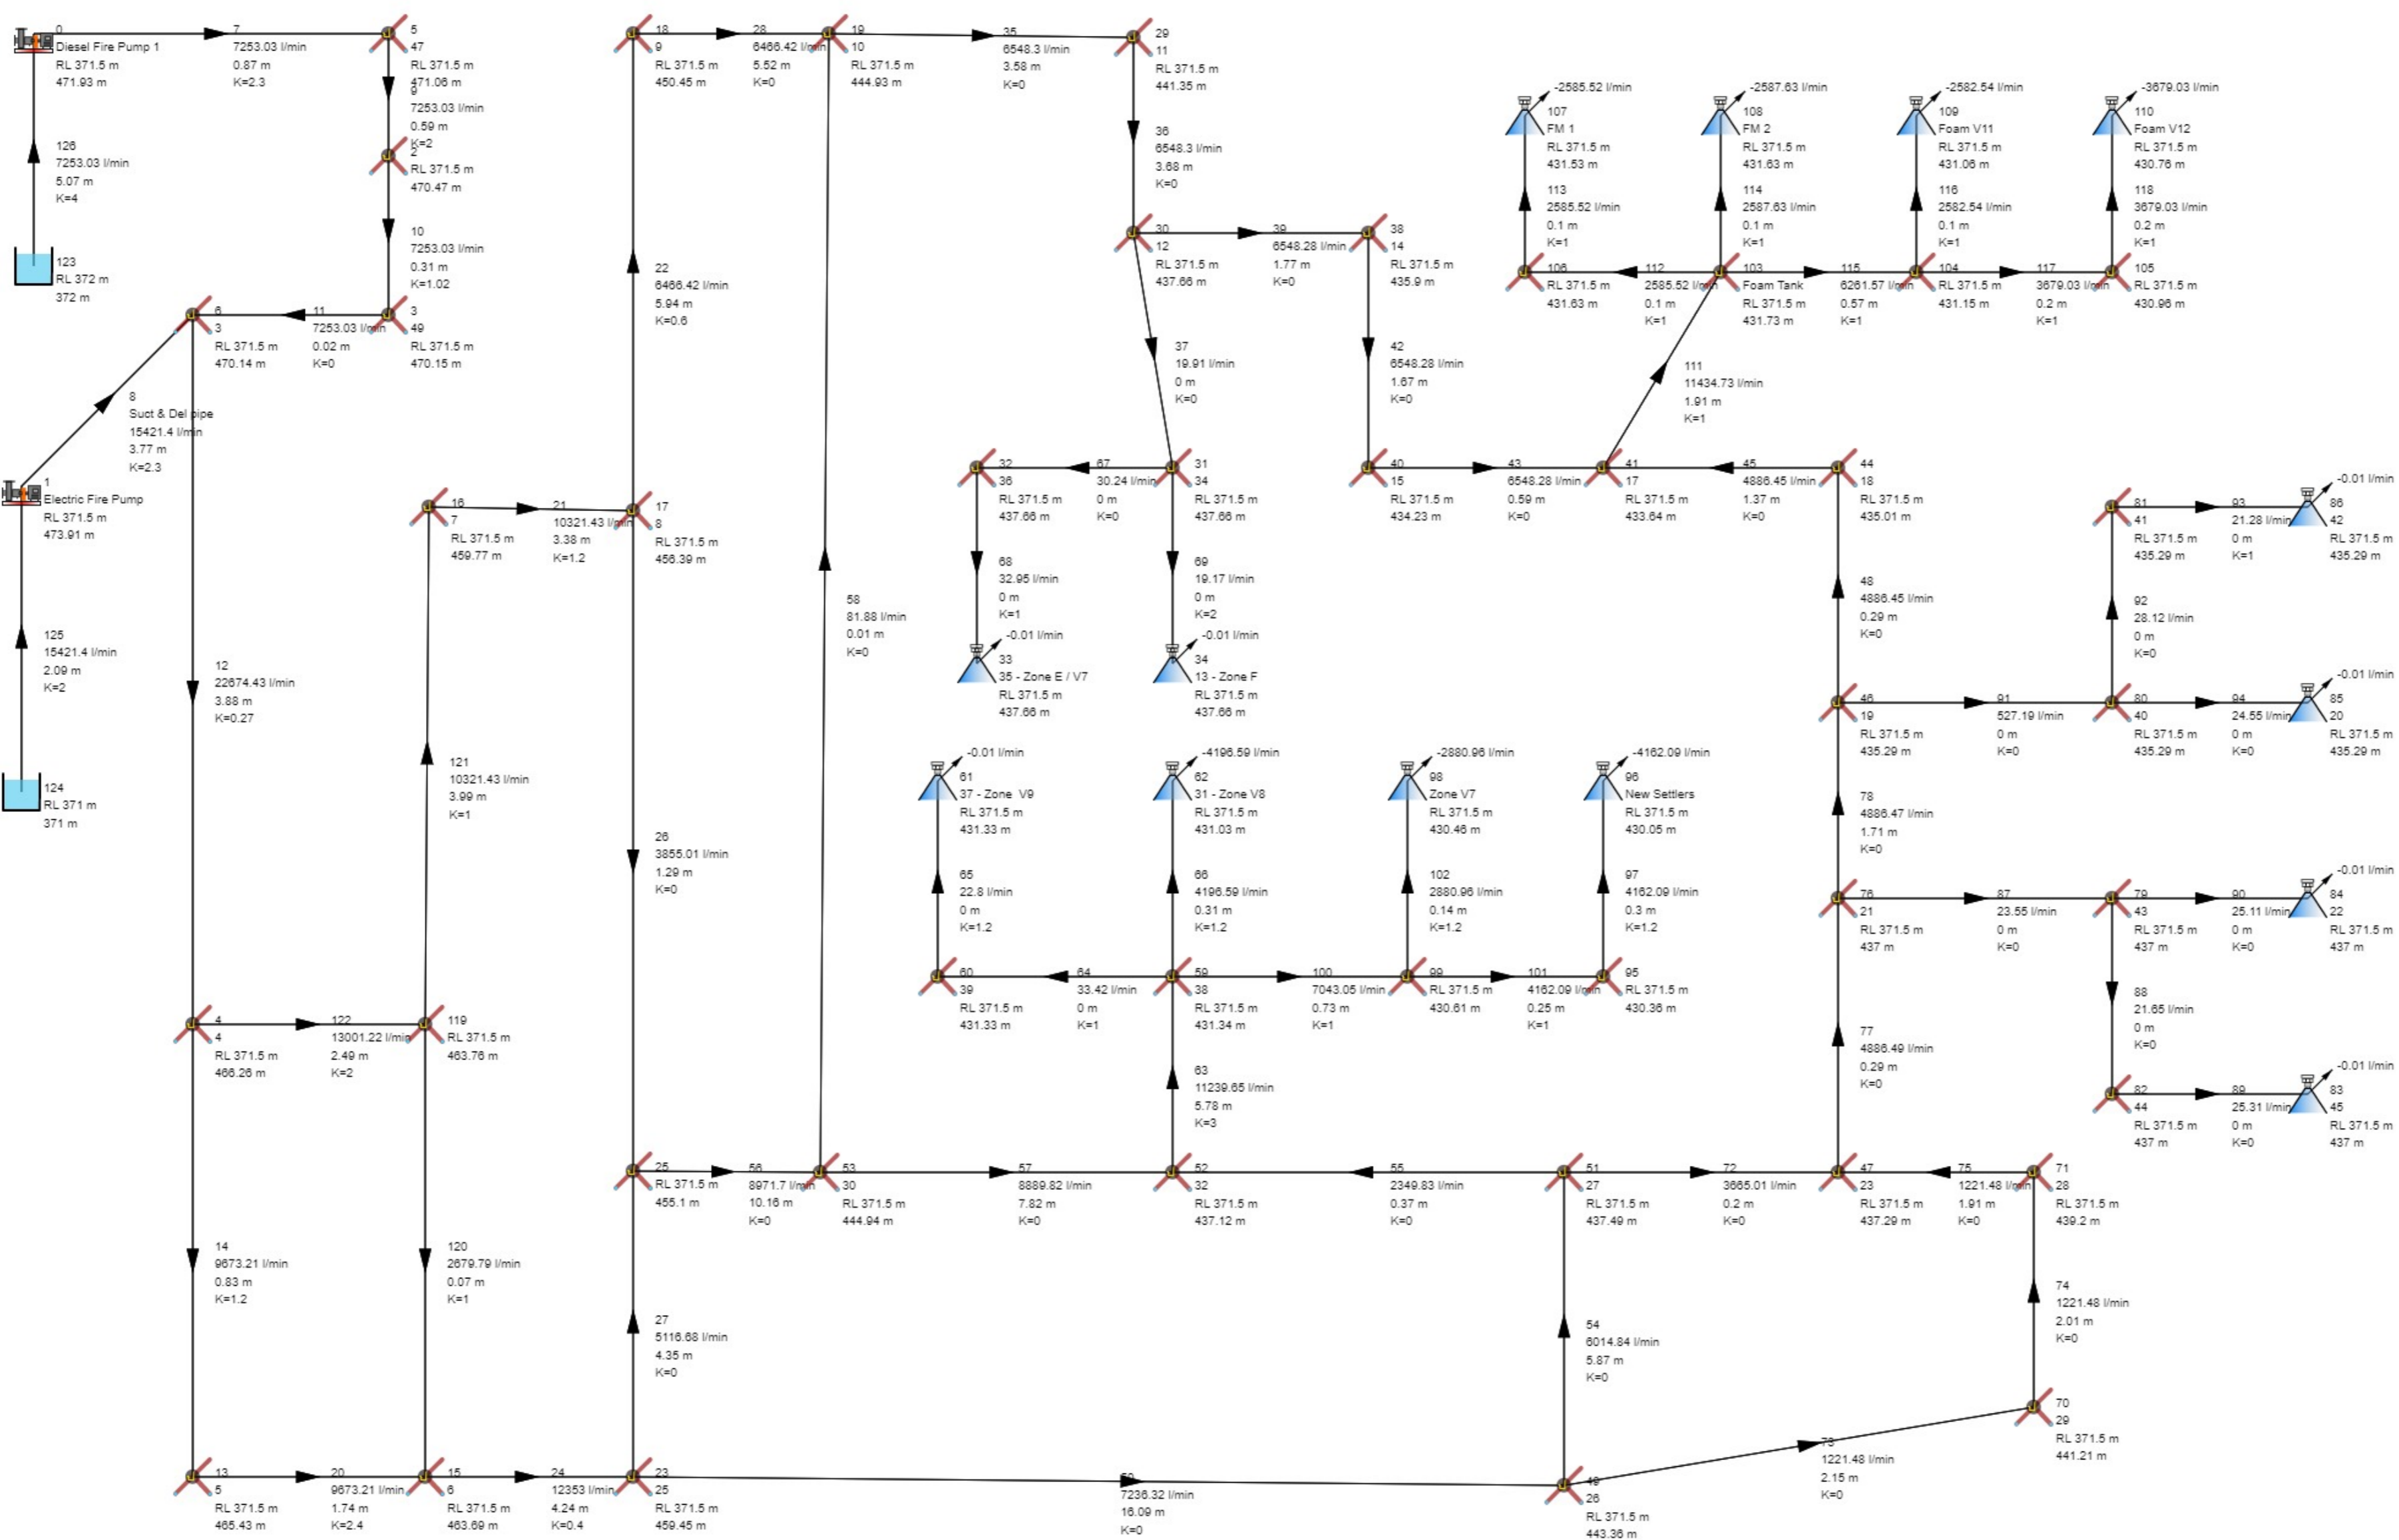 0
Diesel Fire Pump 1
RL 371.5 m
471.93 m
7
7253.03 l/min
0.87 m
K=2.3
5
47
RL 371.5 m
471.06 m
9
7253.03 l/min
0.59 m
K=2
2
RL 371.5 m
470.47 m
126
7253.03 l/min
5.07 m
K=4
123
RL 372 m
372 m
10
7253.03 l/min
0.31 m
K=1.02
6
3
RL 371.5 m
470.14 m
11
7253.03 l/min
0.02 m
K=0
3
49
RL 371.5 m
470.15 m
8
Suct & Del pipe
15421.4 l/min
3.77 m
K=2.3
1
Electric Fire Pump
RL 371.5 m
473.91 m
125
15421.4 l/min
2.09 m
K=2
124
RL 371 m
371 m
12
22674.43 l/min
3.88 m
K=0.27
4
4
RL 371.5 m
466.26 m
122
13001.22 l/min
2.49 m
K=2
119
RL 371.5 m
463.76 m
14
9673.21 l/min
0.83 m
K=1.2
120
2679.79 l/min
0.07 m
K=1
13
5
RL 371.5 m
465.43 m
20
9673.21 l/min
1.74 m
K=2.4
15
6
RL 371.5 m
463.69 m
24
12353 l/min
4.24 m
K=0.4
23
25
RL 371.5 m
459.45 m
121
10321.43 l/min
3.99 m
K=1
16
7
RL 371.5 m
459.77 m
21
10321.43 l/min
3.38 m
K=1.2
17
8
RL 371.5 m
456.39 m
22
6466.42 l/min
5.94 m
K=0.6
18
9
RL 371.5 m
450.45 m
28
6466.42 l/min
5.52 m
K=0
19
10
RL 371.5 m
444.93 m
35
6548.3 l/min
3.58 m
K=0
29
11
RL 371.5 m
441.35 m
36
6548.3 l/min
3.68 m
K=0
30
12
RL 371.5 m
437.66 m
39
6548.28 l/min
1.77 m
K=0
38
14
RL 371.5 m
435.9 m
37
19.91 l/min
0 m
K=0
42
6548.28 l/min
1.67 m
K=0
32
36
RL 371.5 m
437.66 m
67
30.24 l/min
0 m
K=0
31
34
RL 371.5 m
437.66 m
40
15
RL 371.5 m
434.23 m
43
6548.28 l/min
0.59 m
K=0
41
17
RL 371.5 m
433.64 m
45
4886.45 l/min
1.37 m
K=0
44
18
RL 371.5 m
435.01 m
68
32.95 l/min
0 m
K=1
69
19.17 l/min
0 m
K=2
-0.01 l/min
33
35 - Zone E / V7
RL 371.5 m
437.66 m
-0.01 l/min
34
13 - Zone F
RL 371.5 m
437.66 m
58
81.88 l/min
0.01 m
K=0
26
3855.01 l/min
1.29 m
K=0
-2585.52 l/min
107
FM 1
RL 371.5 m
431.53 m
-2587.63 l/min
108
FM 2
RL 371.5 m
431.63 m
-2582.54 l/min
109
Foam V11
RL 371.5 m
431.06 m
-3679.03 l/min
110
Foam V12
RL 371.5 m
430.76 m
113
2585.52 l/min
0.1 m
K=1
114
2587.63 l/min
0.1 m
K=1
116
2582.54 l/min
0.1 m
K=1
118
3679.03 l/min
0.2 m
K=1
106
RL 371.5 m
431.63 m
112
2585.52 l/min
0.1 m
K=1
103
Foam Tank
RL 371.5 m
431.73 m
115
6261.57 l/min
0.57 m
K=1
104
RL 371.5 m
431.15 m
117
3679.03 l/min
0.2 m
K=1
105
RL 371.5 m
430.96 m
111
11434.73 l/min
1.91 m
K=1
81
41
RL 371.5 m
435.29 m
93
21.28 l/min
0 m
K=1
-0.01 l/min
86
42
RL 371.5 m
435.29 m
48
4886.45 l/min
0.29 m
K=0
92
28.12 l/min
0 m
K=0
46
19
RL 371.5 m
435.29 m
91
527.19 l/min
0 m
K=0
80
40
RL 371.5 m
435.29 m
94
24.55 l/min
0 m
K=0
-0.01 l/min
85
20
RL 371.5 m
435.29 m
-0.01 l/min
61
37 - Zone V9
RL 371.5 m
431.33 m
-4196.59 l/min
62
31 - Zone V8
RL 371.5 m
431.03 m
-2880.96 l/min
98
Zone V7
RL 371.5 m
430.46 m
-4162.09 l/min
96
New Settlers
RL 371.5 m
430.05 m
78
4886.47 l/min
1.71 m
K=0
65
22.8 l/min
0 m
K=1.2
66
4196.59 l/min
0.31 m
K=1.2
102
2880.96 l/min
0.14 m
K=1.2
97
4162.09 l/min
0.3 m
K=1.2
76
21
RL 371.5 m
437 m
87
23.55 l/min
0 m
K=0
79
43
RL 371.5 m
437 m
90
25.11 l/min
0 m
K=0
-0.01 l/min
84
22
RL 371.5 m
437 m
60
39
RL 371.5 m
431.33 m
64
33.42 l/min
0 m
K=1
59
38
RL 371.5 m
431.34 m
100
7043.05 l/min
0.73 m
K=1
99
RL 371.5 m
430.61 m
101
4162.09 l/min
0.25 m
K=1
95
RL 371.5 m
430.36 m
88
21.65 l/min
0 m
K=0
77
4886.49 l/min
0.29 m
K=0
63
11239.65 l/min
5.78 m
K=3
82
44
RL 371.5 m
437 m
89
25.31 l/min
0 m
K=0
-0.01 l/min
83
45
RL 371.5 m
437 m
25
RL 371.5 m
455.1 m
56
8971.7 l/min
10.16 m
K=0
53
30
RL 371.5 m
444.94 m
57
8889.82 l/min
7.82 m
K=0
52
32
RL 371.5 m
437.12 m
55
2349.83 l/min
0.37 m
K=0
51
27
RL 371.5 m
437.49 m
72
3665.01 l/min
0.2 m
K=0
47
23
RL 371.5 m
437.29 m
75
1221.48 l/min
1.91 m
K=0
71
28
RL 371.5 m
439.2 m
27
5116.68 l/min
4.35 m
K=0
54
6014.84 l/min
5.87 m
K=0
74
1221.48 l/min
2.01 m
K=0
70
29
RL 371.5 m
441.21 m
7236.32 l/min
16.09 m
K=0
49
26
RL 371.5 m
443.36 m
73
1221.48 l/min
2.15 m
K=0